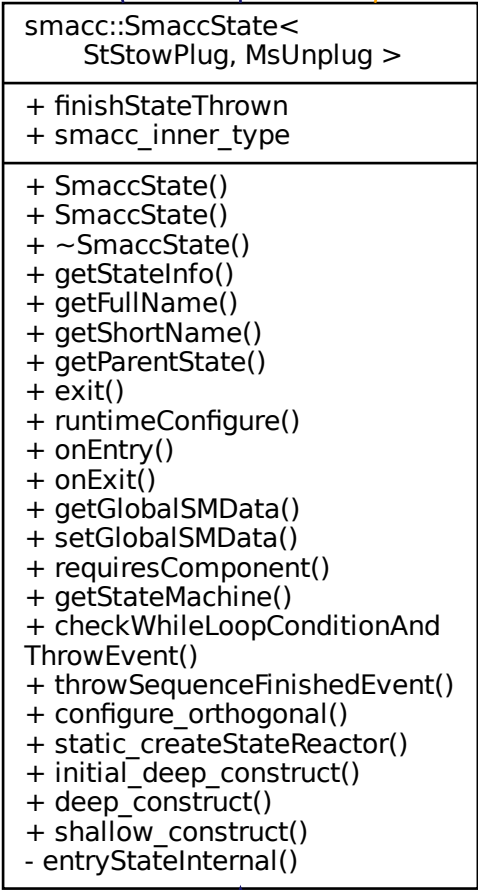 smacc::SmaccState<
StStowPlug, MsUnplug >
+ finishStateThrown
+ smacc_inner_type
+ SmaccState()
+ SmaccState()
+ ~SmaccState()
+ getStateInfo()
+ getFullName()
+ getShortName()
+ getParentState()
+ exit()
+ runtimeConfigure()
+ onEntry()
+ onExit()
+ getGlobalSMData()
+ setGlobalSMData()
+ requiresComponent()
+ getStateMachine()
+ checkWhileLoopConditionAnd
ThrowEvent()
+ throwSequenceFinishedEvent()
+ configure_orthogonal()
+ static_createStateReactor()
+ initial_deep_construct()
+ deep_construct()
+ shallow_construct()
- entryStateInternal()